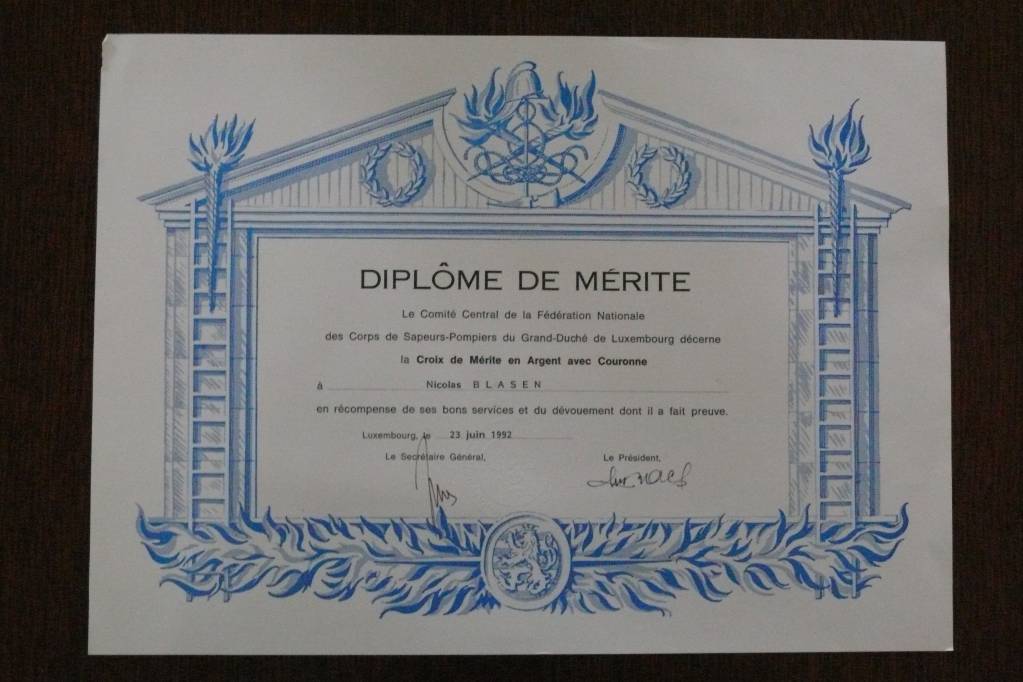 DIPLÔME DE MÉRITE
Le Comité Central de la Fédération Nationale
des Corps de Sapeurs-Pompiers du Grand-Duché de Luxembourg décerne
la Croix de Mérite en Argent avec Couronne
à Nicolas BLASEN
en récompense de ses bons services et du dévouement dont il a fait preuve.
Luxembourg, le 23 juin 1992
Le Secrétaire Général, Le Président,